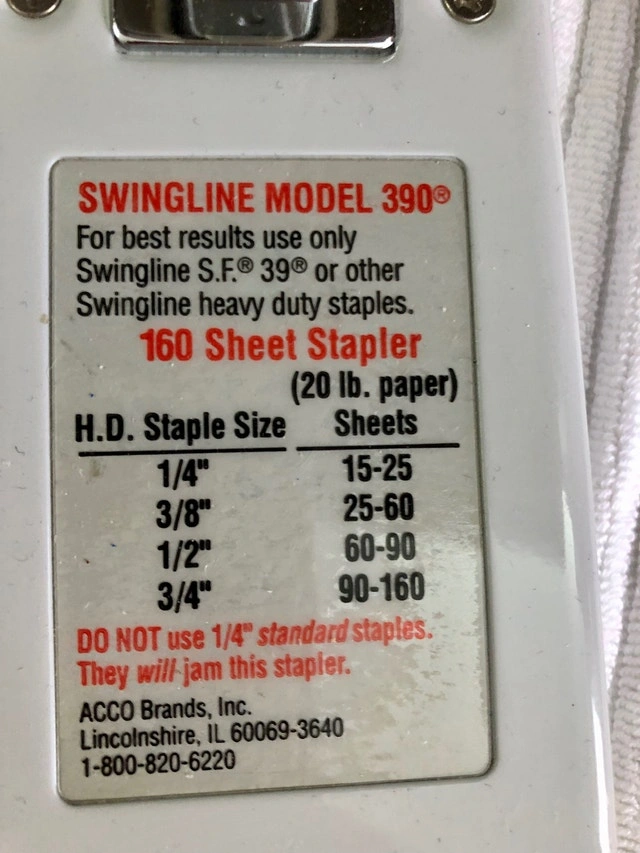 SWINGLINE MODEL 390®
For best results use only
Swingline S.F.® 39® or other
Swingline heavy duty staples.
160 Sheet Stapler
(20 lb. paper)
H.D. Staple Size Sheets
1/4" 15-25
3/8" 25-60
1/2" 60-90
3/4" 90-160
DO NOT use 1/4" standard staples.
They will jam this stapler.
ACCO Brands, Inc.
Lincolnshire, IL 60069-3640
1-800-820-6220